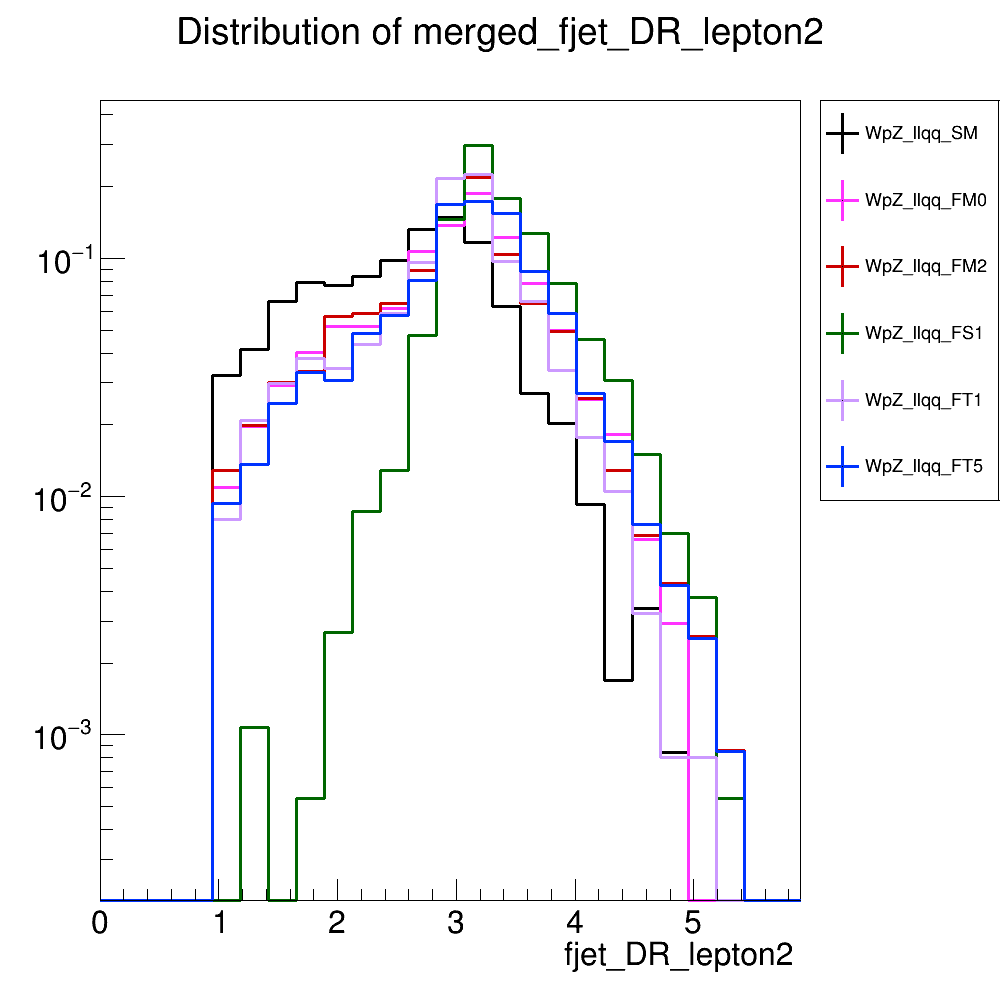 Distribution of merged_fjet_DR_lepton2
WpZ_llqq_SM
WpZ_llqq_FM0
WpZ_llqq_FM2
WpZ_llqq_FS1
WpZ_llqq_FT1
WpZ_llqq_FT5
10⁻¹
10⁻²
10⁻³
0 1 2 3 4 5
fjet_DR_lepton2